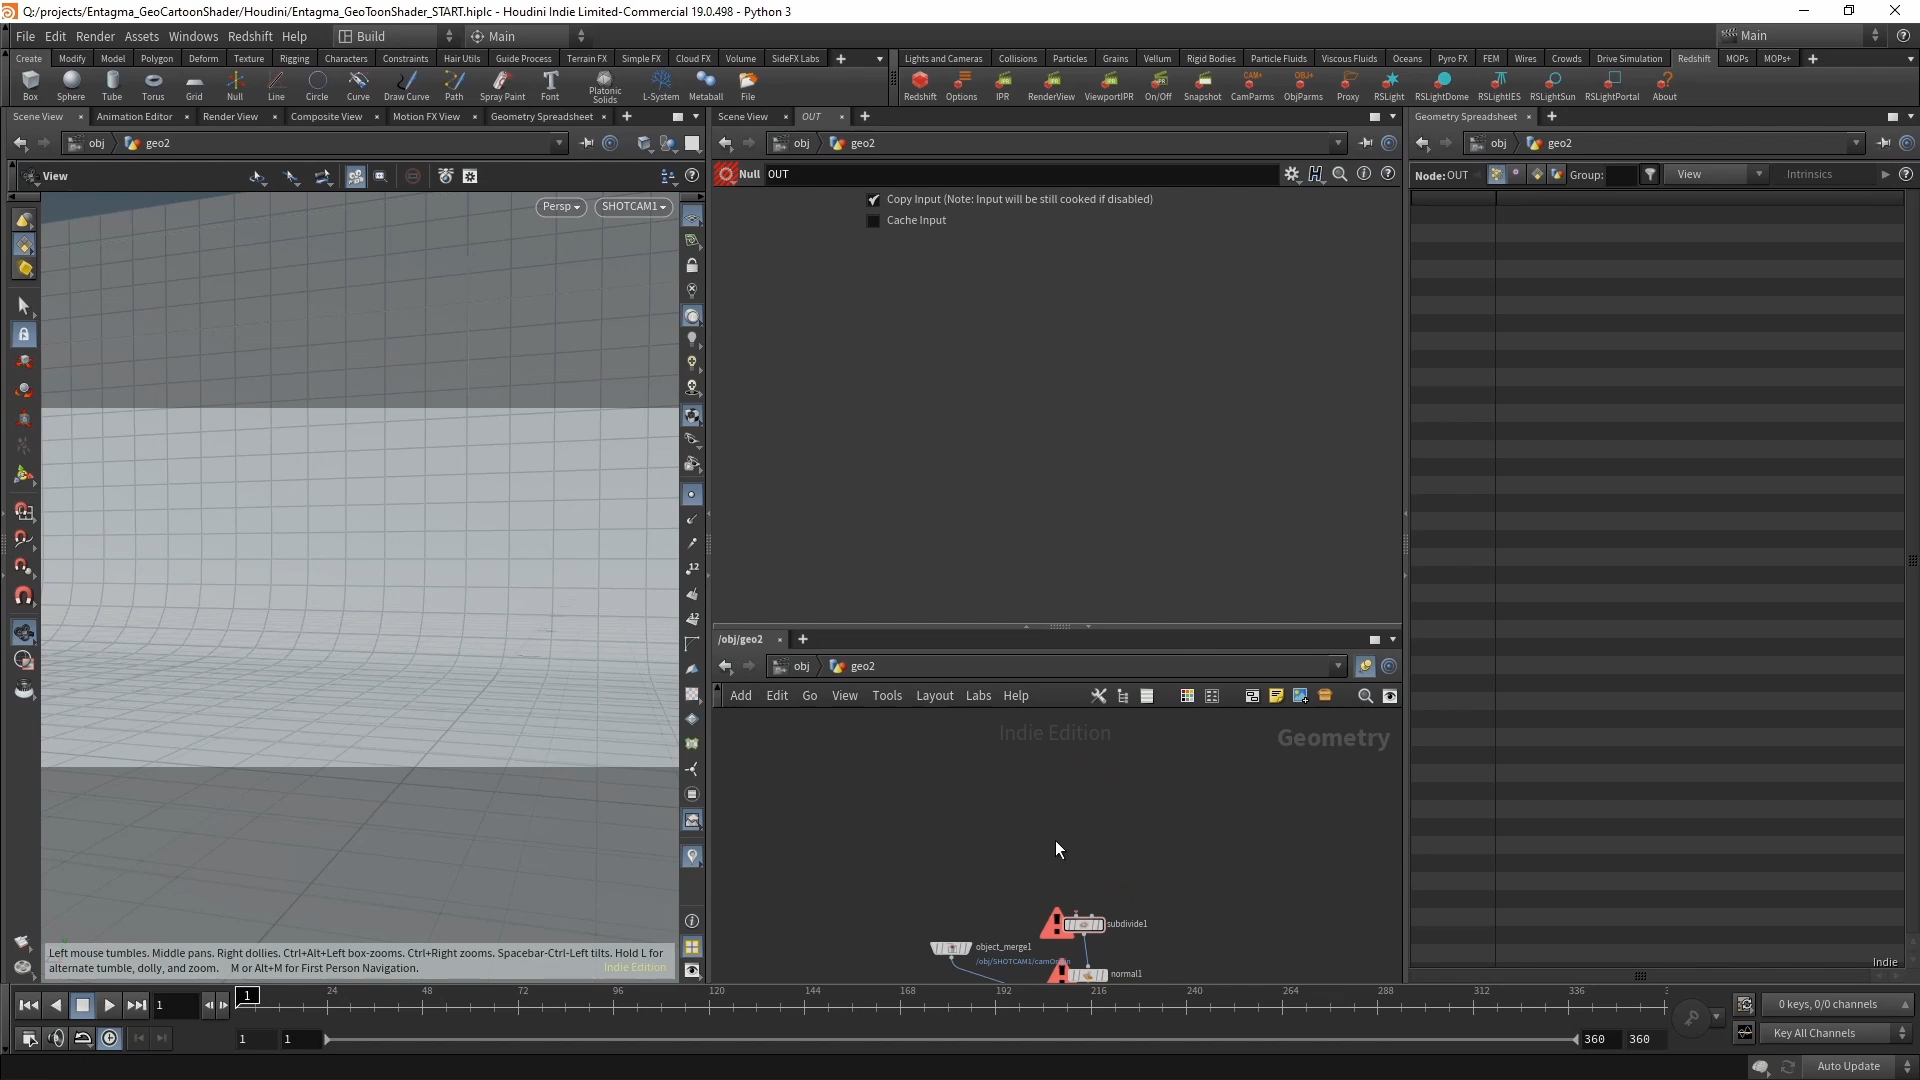 Q:/projects/Entagma_GeoCartoonShader/Houdini/Entagma_GeoToonShader_START.hiplc - Houdini Indie Limited-Commercial 19.0.498 - Python 3
File Edit Render Assets Windows Redshift Help Build Main Main
Create Modify Model Polygon Deform Texture Rigging Characters Constraints Hair Utils Guide Process Terrain FX Simple FX Cloud FX Volume SideFX Labs
Lights and Cameras Collisions Particles Grains Vellum Rigid Bodies Particle Fluids Viscous Fluids Oceans Pyro FX FEM Wires Crowds Drive Simulation Redshift MOPs MOPs+
Box Sphere Tube Torus Grid Null Line Circle Curve Draw Curve Path Spray Paint Font Platonic Solids L-System Metaball File
Redshift Options IPR RenderView ViewportIPR On/Off Snapshot CamParms ObjParms Proxy RSLight RSLightDome RSLightIES RSLightSun RSLightPortal About
Scene View Animation Editor Render View Composite View Motion FX View Geometry Spreadsheet
Scene View OUT
Geometry Spreadsheet
obj geo2
obj geo2
obj geo2
View
Null OUT
Node: OUT Group: View Intrinsics
Persp SHOTCAM1
Copy Input (Note: Input will be still cooked if disabled)
Cache Input
/obj/geo2
obj geo2
Add Edit Go View Tools Layout Labs Help
Indie Edition
Geometry
subdivide1
object_merge1
normal1
Left mouse tumbles. Middle pans. Right dollies. Ctrl+Alt+Left box-zooms. Ctrl+Right zooms. Spacebar-Ctrl-Left tilts. Hold L for
alternate tumble, dolly, and zoom. M or Alt+M for First Person Navigation.
Indie Edition
Indie
1 1 24 48 72 96 120 144 168 192 216 240 264 288 312 336
0 keys, 0/0 channels
1 1 360 360
Key All Channels
Auto Update